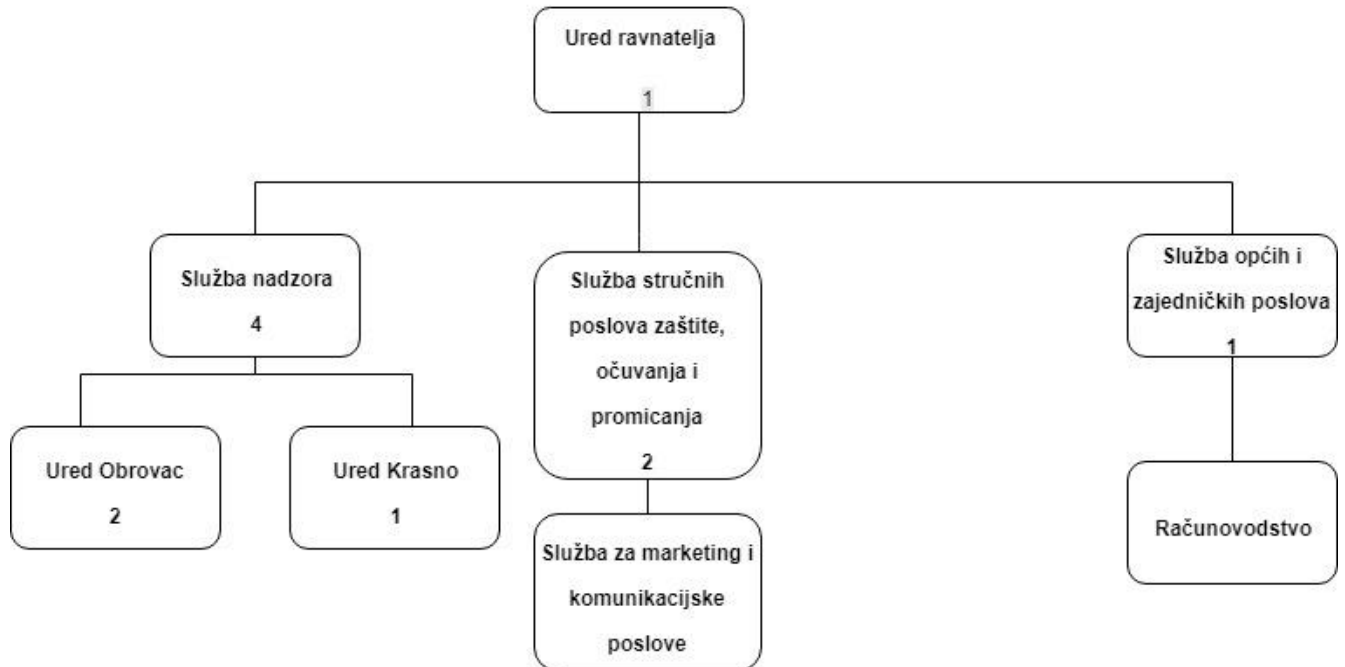 Ured ravnatelja
1
Služba nadzora
4
Služba stručnih
poslova zaštite,
očuvanja i
promicanja
2
Služba općih i
zajedničkih poslova
1
Ured Obrovac
2
Ured Krasno
1
Služba za marketing i
komunikacijske
poslove
Računovodstvo